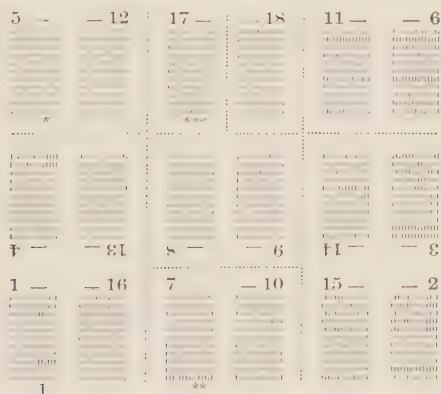 5 — — 12 17 — — 18 11 — — 6
* ***
4 — — 13 8 — — 9 14 — — 3
1 — — 16 7 — 10 15 — — 2
**
1